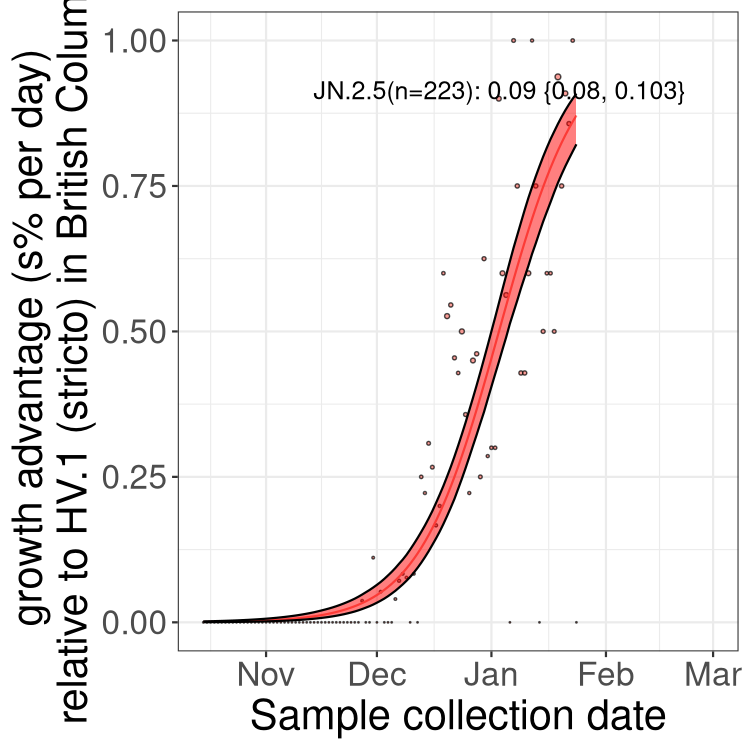 growth advantage (s% per day)
relative to HV.1 (stricto) in British Colum
1.00
0.75
0.50
0.25
0.00
JN.2.5(n=223): 0.09 {0.08, 0.103}
Nov Dec Jan Feb Mar
Sample collection date